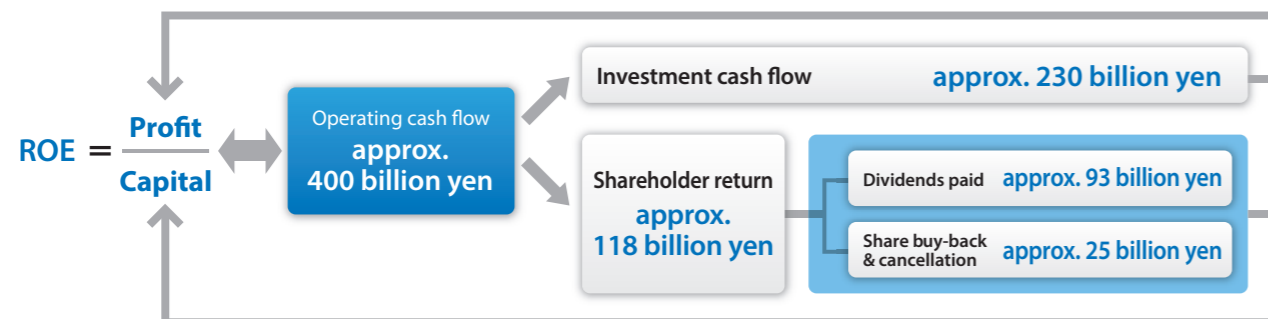 ROE = Profit
Capital
Operating cash flow
approx.
400 billion yen
Investment cash flow approx. 230 billion yen
Shareholder return
approx.
118 billion yen
Dividends paid approx. 93 billion yen
Share buy-back
& cancellation approx. 25 billion yen